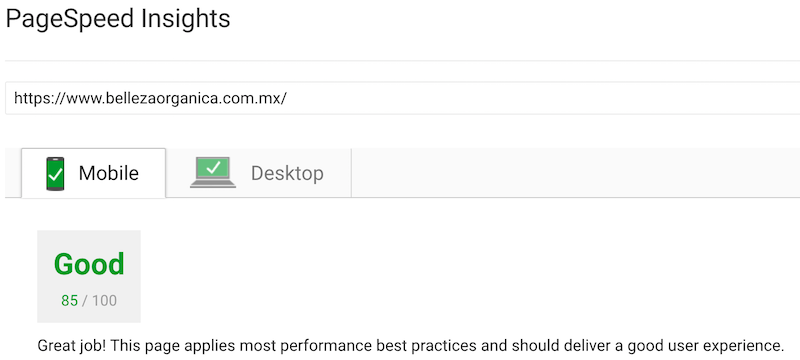 PageSpeed Insights
https://www.bellezaorganica.com.mx/
Mobile Desktop
Good
85 / 100
Great job! This page applies most performance best practices and should deliver a good user experience.